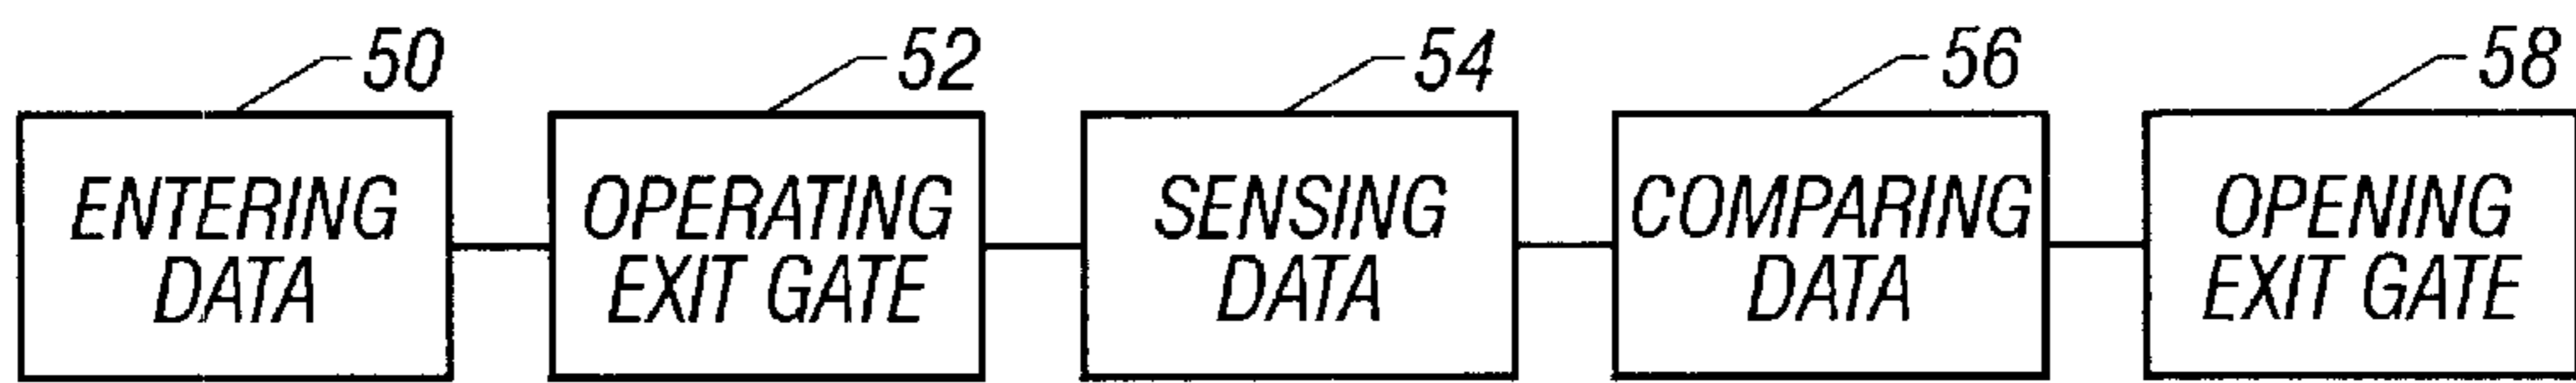 50 52 54 56 58
ENTERING OPERATING SENSING COMPARING OPENING
DATA EXIT GATE DATA DATA EXIT GATE